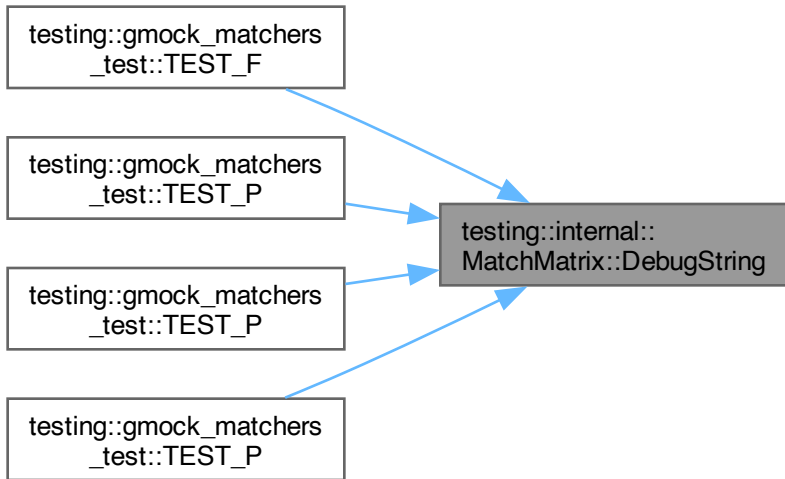 testing::gmock_matchers
_test::TEST_F
testing::gmock_matchers
_test::TEST_P
testing::internal::
MatchMatrix::DebugString
testing::gmock_matchers
_test::TEST_P
testing::gmock_matchers
_test::TEST_P